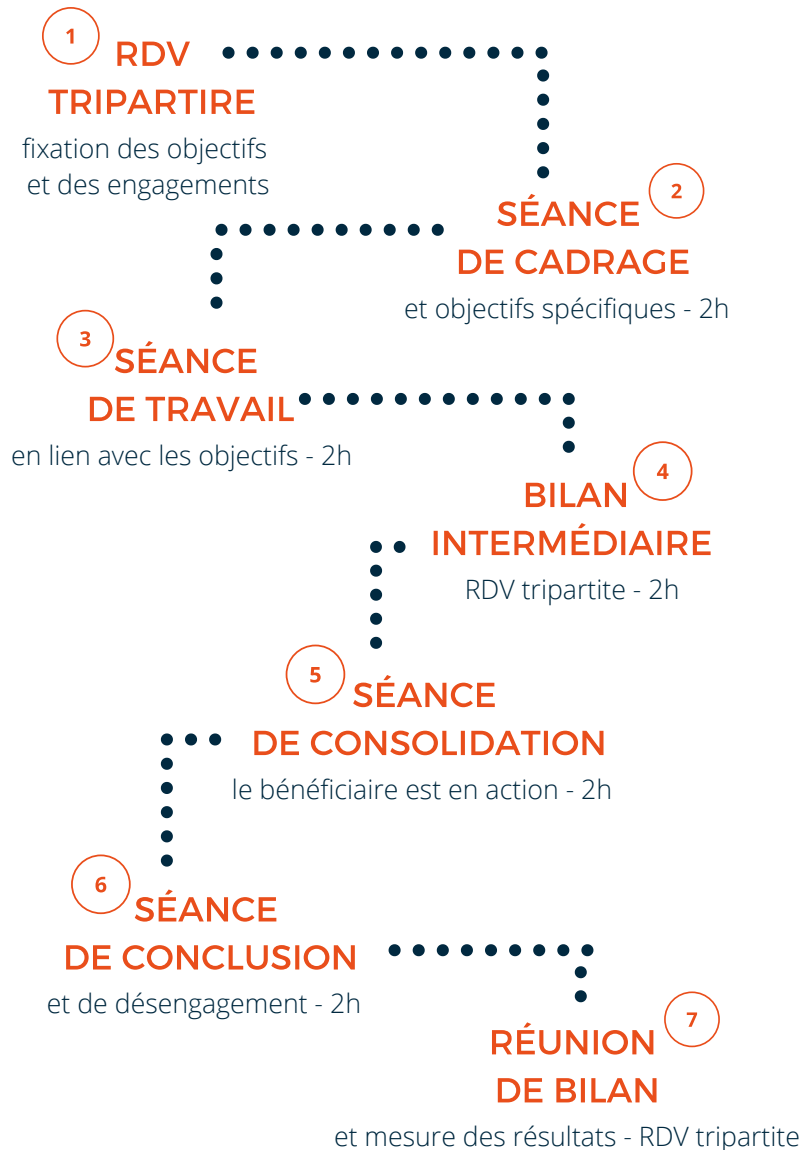 1
RDV
TRIPARTIRE
fixation des objectifs
et des engagements
2
SÉANCE
DE CADRAGE
et objectifs spécifiques - 2h
3
SÉANCE
DE TRAVAIL
en lien avec les objectifs - 2h
4
BILAN
INTERMÉDIAIRE
RDV tripartite - 2h
5
SÉANCE
DE CONSOLIDATION
le bénéficiaire est en action - 2h
6
SÉANCE
DE CONCLUSION
et de désengagement - 2h
7
RÉUNION
DE BILAN
et mesure des résultats - RDV tripartite